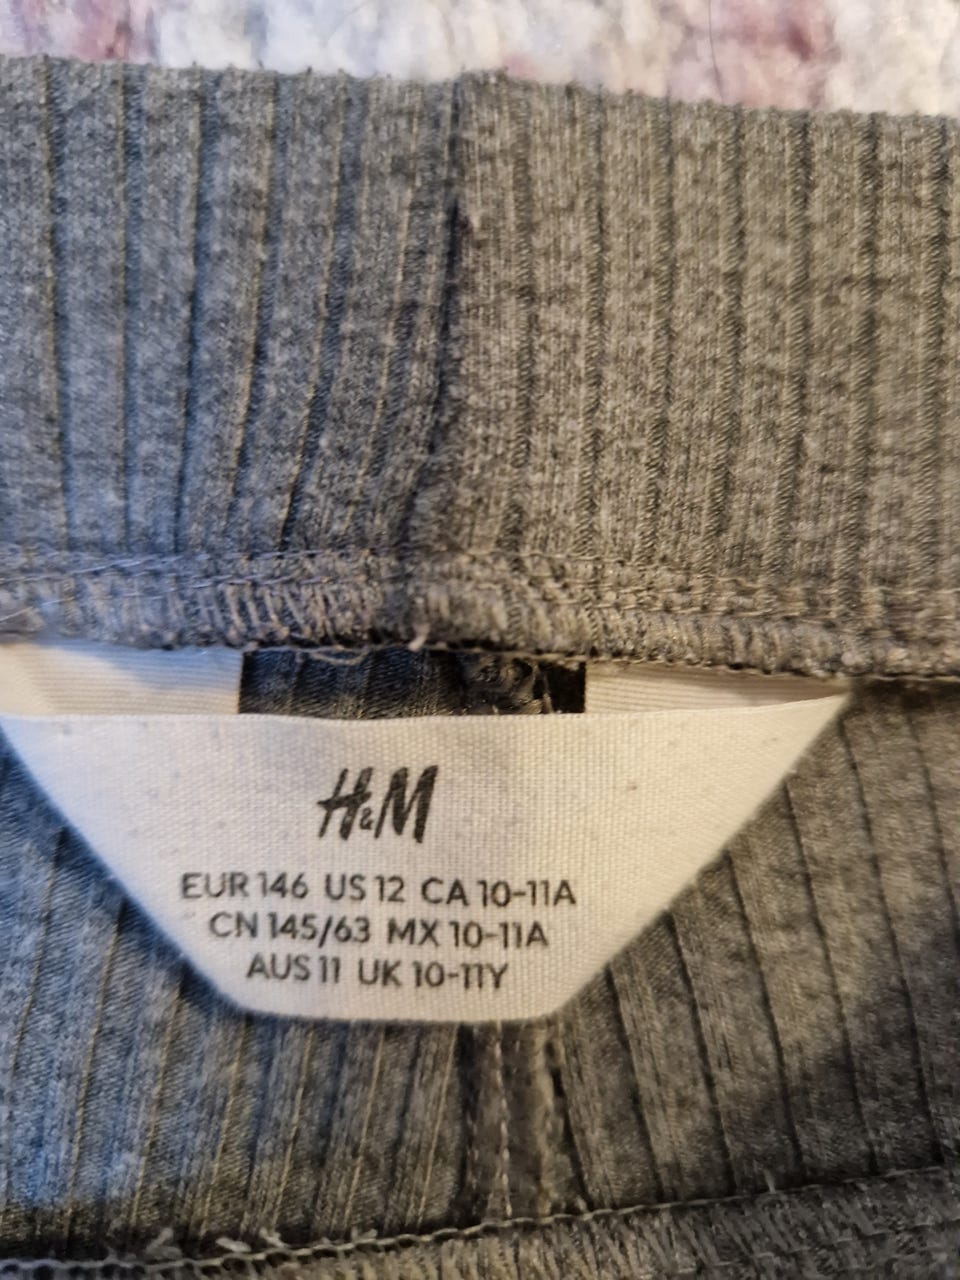 H&M
EUR 146 US 12 CA 10-11A
CN 145/63 MX 10-11A
AUS 11 UK 10-11Y